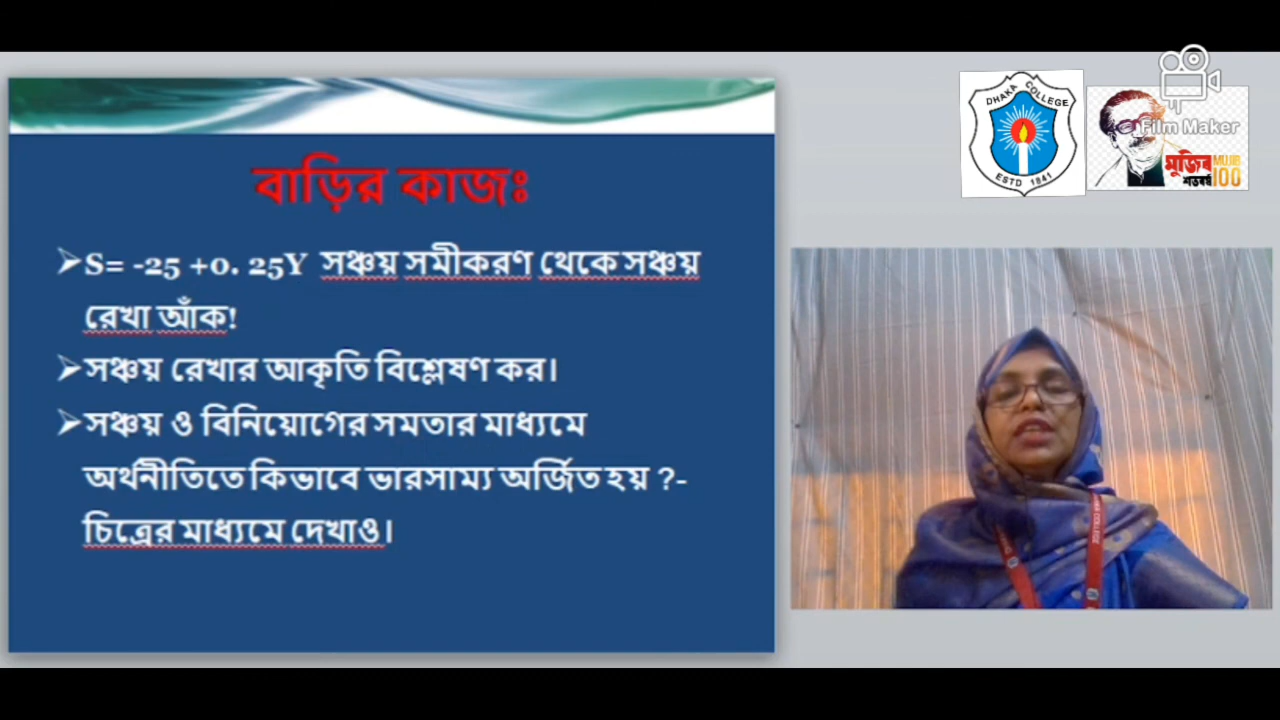 বাড়ির কাজঃ
➢S= -25 +0. 25Y সঞ্চয় সমীকরণ থেকে সঞ্চয়
রেখা আঁক!
➢সঞ্চয় রেখার আকৃতি বিশ্লেষণ কর।
➢সঞ্চয় ও বিনিয়োগের সমতার মাধ্যমে
অর্থনীতিতে কিভাবে ভারসাম্য অর্জিত হয় ?-
চিত্রের মাধ্যমে দেখাও।
DHAKA COLLEGE
ESTD 1841
Film Maker
মুজিব MUJIB
শতবর্ষ 100